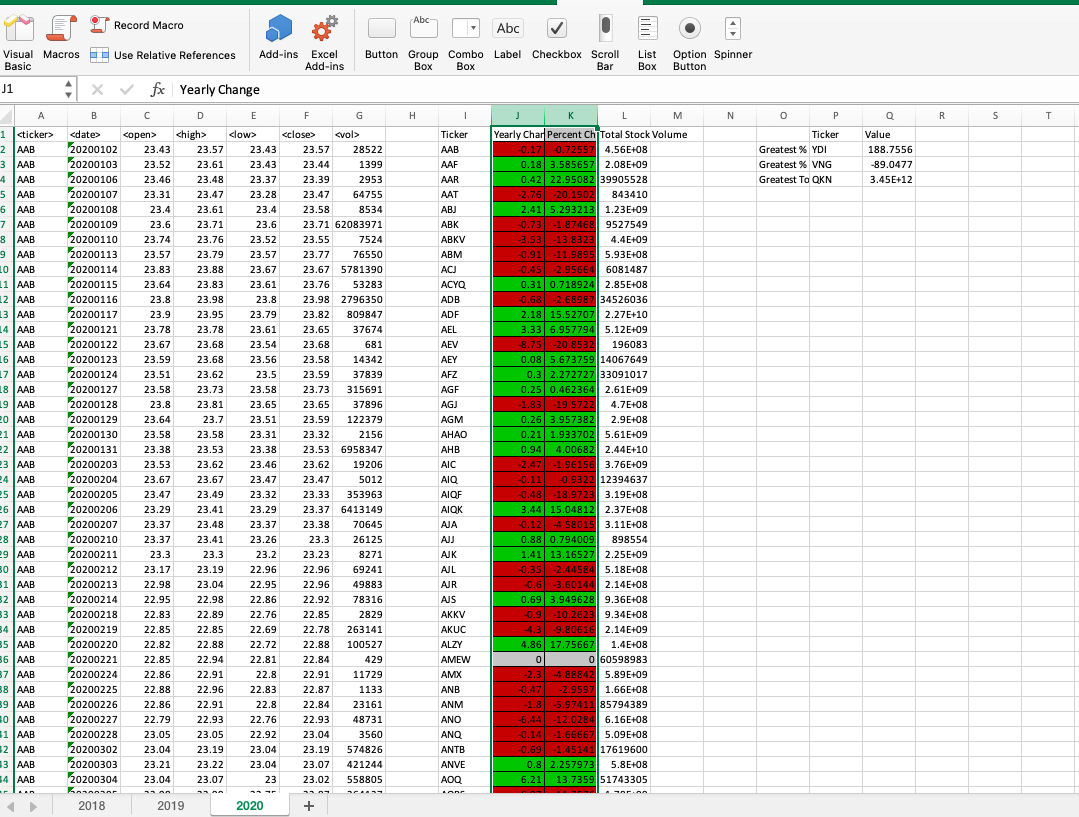 Record Macro
Use Relative References
Visual Basic
Macros
Add-ins
Excel Add-ins
Button
Abc
Group Box
Combo Box
Abc
Label
Checkbox
Scroll Bar
List Box
Option Button
Spinner
J1 fx Yearly Change
A B C D E F G H I J K L M N O P Q R S T
1 <ticker> <date> <open> <high> <low> <close> <vol> Ticker Yearly Chan Percent Ch Total Stock Volume Ticker Value
2 AAB 20200102 23.43 23.57 23.43 23.57 28522 AAB -0.17 -0.72557 4.56E+08 Greatest % YDI 188.7556
3 AAB 20200103 23.52 23.61 23.43 23.44 1399 AAF 0.18 3.585657 2.08E+09 Greatest % VNG -89.0477
4 AAB 20200106 23.46 23.48 23.37 23.39 2953 AAR 0.42 22.95082 39905528 Greatest To QKN 3.45E+12
5 AAB 20200107 23.31 23.47 23.28 23.47 64755 AAT -2.76 -20.1902 843410
6 AAB 20200108 23.4 23.61 23.4 23.58 8534 ABJ 2.41 5.293213 1.23E+09
7 AAB 20200109 23.6 23.71 23.6 23.71 62083971 ABK -0.73 -1.87468 9527549
8 AAB 20200110 23.74 23.76 23.52 23.55 7524 ABKV -3.53 -13.8323 4.4E+09
9 AAB 20200113 23.57 23.79 23.57 23.77 76550 ABM -0.91 -11.9895 5.93E+08
10 AAB 20200114 23.83 23.88 23.67 23.67 5781390 ACJ -0.45 -2.95664 6081487
11 AAB 20200115 23.64 23.83 23.61 23.76 53283 ACYQ 0.31 0.718924 2.85E+08
12 AAB 20200116 23.8 23.98 23.8 23.98 2796350 ADB -0.68 -2.68987 34526036
13 AAB 20200117 23.9 23.95 23.79 23.82 809847 ADF 2.18 15.52707 2.27E+10
14 AAB 20200121 23.78 23.78 23.61 23.65 37674 AEL 3.33 6.957794 5.12E+09
15 AAB 20200122 23.67 23.68 23.54 23.68 681 AEV -8.75 -20.8532 196083
16 AAB 20200123 23.59 23.68 23.56 23.58 14342 AEY 0.08 5.673759 14067649
17 AAB 20200124 23.51 23.62 23.5 23.59 37839 AFZ 0.3 2.272727 33091017
18 AAB 20200127 23.58 23.73 23.58 23.73 315691 AGF 0.25 0.462364 2.61E+09
19 AAB 20200128 23.8 23.81 23.65 23.65 37896 AGJ -1.83 -19.5722 4.7E+08
20 AAB 20200129 23.64 23.7 23.51 23.59 122379 AGM 0.26 3.957382 2.9E+08
21 AAB 20200130 23.58 23.58 23.31 23.32 2156 AHAO 0.21 1.933702 5.61E+09
22 AAB 20200131 23.38 23.53 23.38 23.53 6958347 AHB 0.94 4.00682 2.44E+10
23 AAB 20200203 23.53 23.62 23.46 23.62 19206 AIC -2.47 -1.96156 3.76E+09
24 AAB 20200204 23.67 23.67 23.47 23.47 5012 AIQ -0.11 -0.9322 12394637
25 AAB 20200205 23.47 23.49 23.32 23.33 353963 AIQF -0.48 -18.9723 3.19E+08
26 AAB 20200206 23.29 23.41 23.29 23.37 6413149 AIQK 3.44 15.04812 2.37E+08
27 AAB 20200207 23.37 23.48 23.37 23.38 70645 AJA -0.12 -4.58015 3.11E+08
28 AAB 20200210 23.37 23.41 23.26 23.3 26125 AJJ 0.88 0.794009 898554
29 AAB 20200211 23.3 23.3 23.2 23.23 8271 AJK 1.41 13.16527 2.25E+09
30 AAB 20200212 23.17 23.19 22.96 22.96 69241 AJL -0.35 -2.44584 5.18E+08
31 AAB 20200213 22.98 23.04 22.95 22.96 49883 AJR -0.6 -3.60144 2.14E+08
32 AAB 20200214 22.95 22.98 22.86 22.92 78316 AJS 0.69 3.949628 9.36E+08
33 AAB 20200218 22.83 22.89 22.76 22.85 2829 AKKV -0.9 -10.2623 9.34E+08
34 AAB 20200219 22.85 22.85 22.69 22.78 263141 AKUC -4.3 -9.80616 2.14E+09
35 AAB 20200220 22.82 22.88 22.72 22.88 100527 ALZY 4.86 17.75667 1.4E+08
36 AAB 20200221 22.85 22.94 22.81 22.84 429 AMEW 0 0 60598983
37 AAB 20200224 22.86 22.91 22.8 22.91 11729 AMX -2.3 -4.88842 5.89E+09
38 AAB 20200225 22.88 22.96 22.83 22.87 1133 ANB -0.47 -2.9597 1.66E+08
39 AAB 20200226 22.86 22.91 22.8 22.84 23161 ANM -1.8 -5.97411 85794389
40 AAB 20200227 22.79 22.93 22.76 22.93 48731 ANO -6.44 -12.0284 6.16E+08
41 AAB 20200228 23.05 23.05 22.92 23.04 3560 ANQ -0.14 -1.66667 5.09E+08
42 AAB 20200302 23.04 23.19 23.04 23.19 574826 ANTB -0.69 -1.45141 17619600
43 AAB 20200303 23.21 23.22 23.04 23.07 421244 ANVE 0.8 2.257973 5.8E+08
44 AAB 20200304 23.04 23.07 23 23.02 558805 AOQ 6.21 13.7359 51743305
2018 2019 2020 +